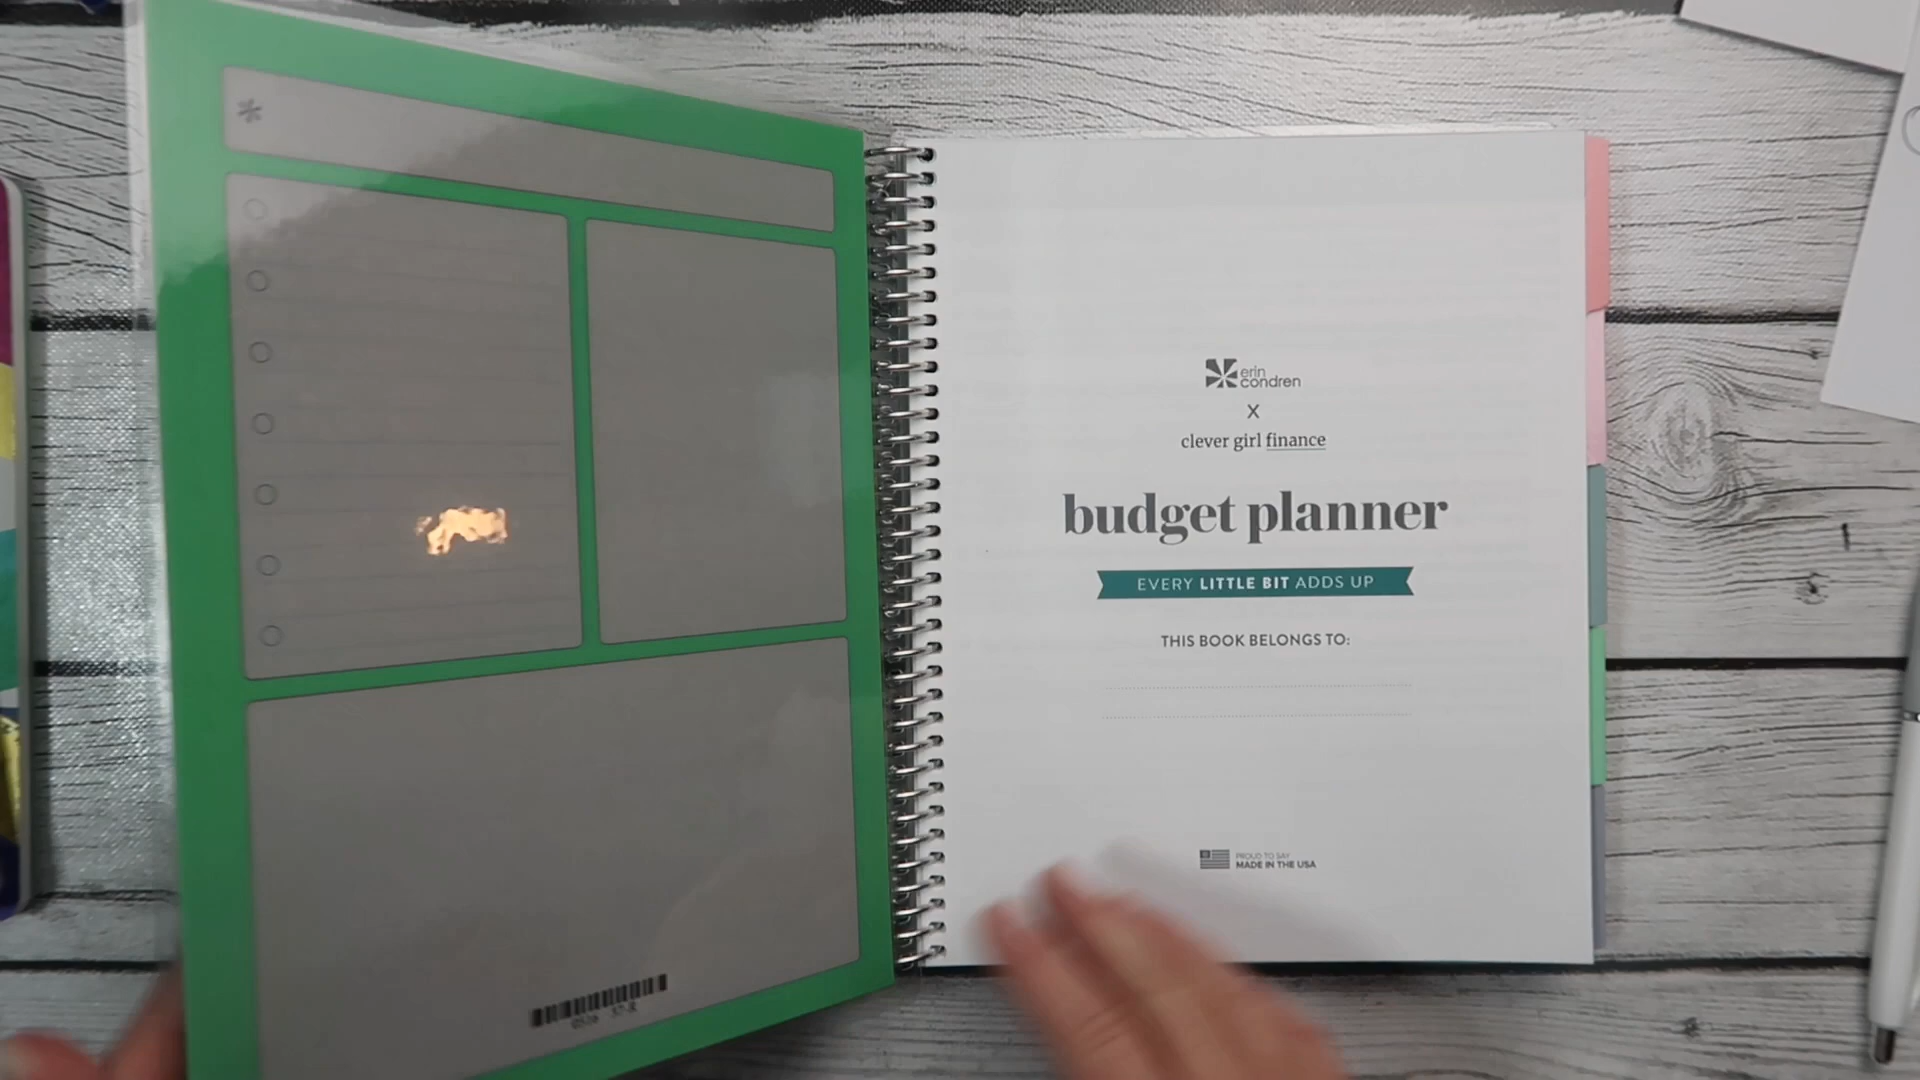 erin
condren
X
clever girl finance
budget planner
EVERY LITTLE BIT ADDS UP
THIS BOOK BELONGS TO:
PROUD TO SAY
MADE IN THE USA